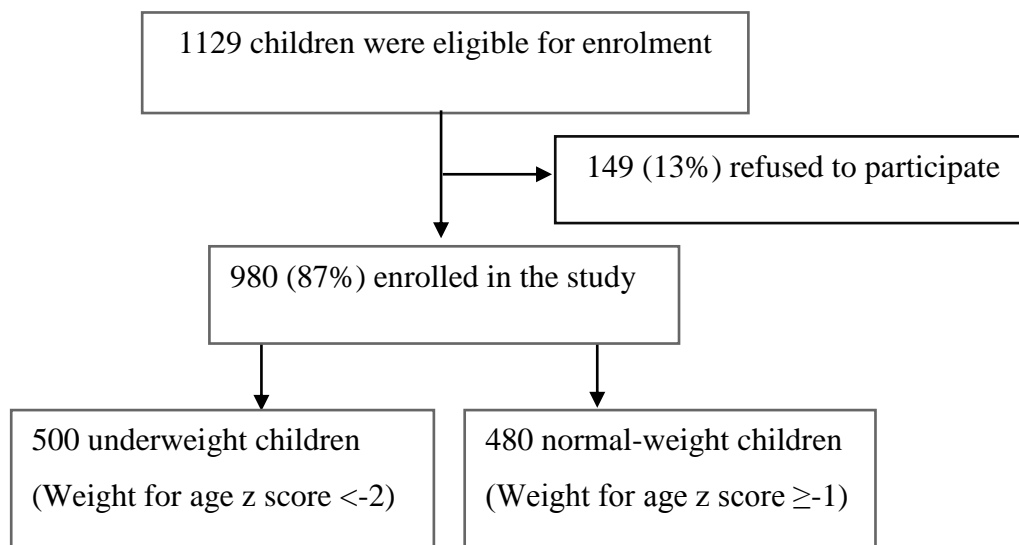 1129 children were eligible for enrolment
149 (13%) refused to participate
980 (87%) enrolled in the study
500 underweight children
(Weight for age z score <-2)
480 normal-weight children
(Weight for age z score ≥-1)